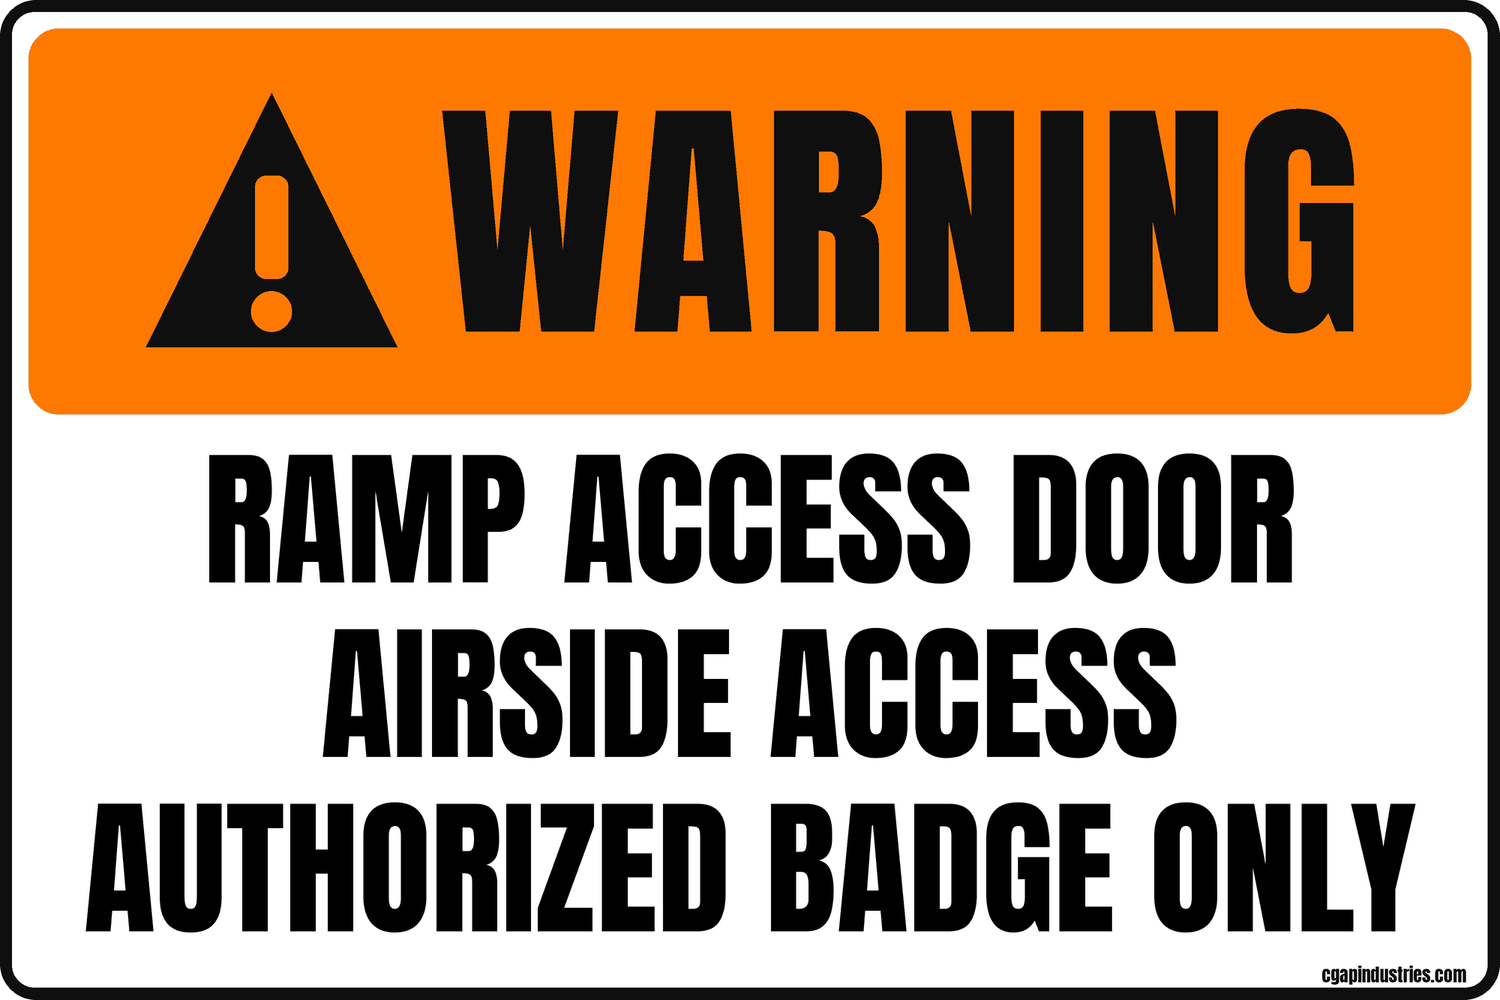 WARNING
RAMP ACCESS DOOR
AIRSIDE ACCESS
AUTHORIZED BADGE ONLY
cgapindustries.com